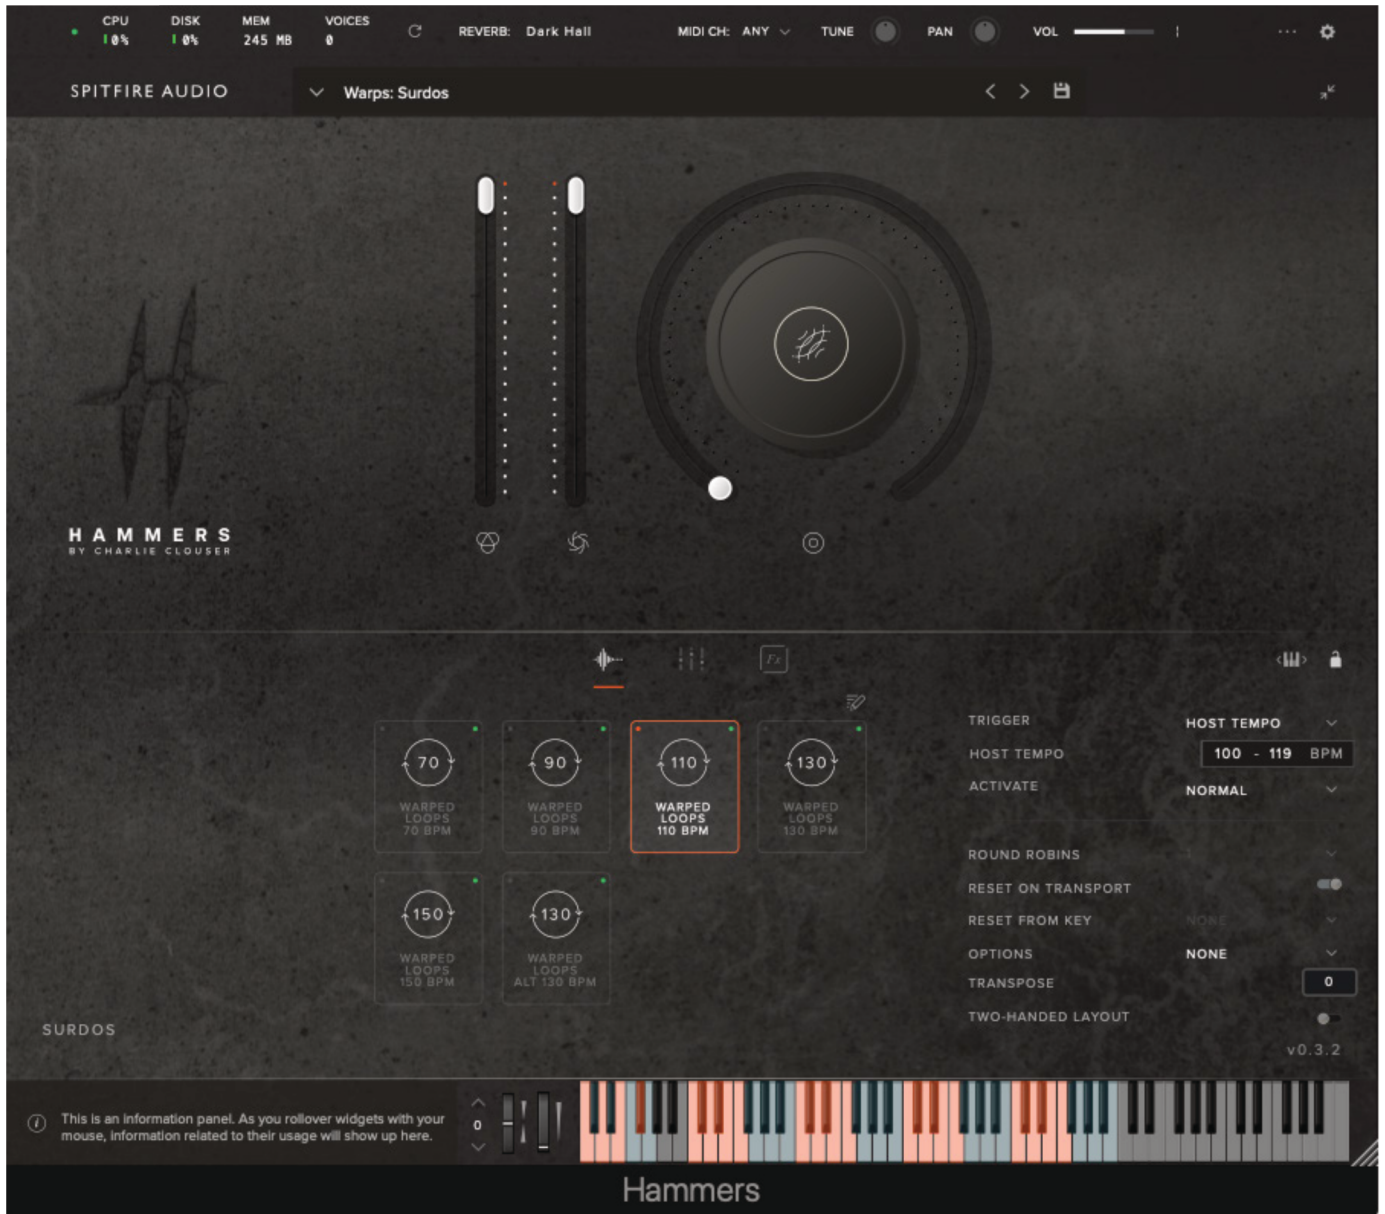 CPU DISK MEM VOICES
0% 0% 245 MB 0
REVERB: Dark Hall MIDI CH: ANY TUNE PAN VOL
SPITFIRE AUDIO Warps: Surdos
HAMMERS
BY CHARLIE CLOUSER
Fx
70
WARPED
LOOPS
70 BPM
90
WARPED
LOOPS
90 BPM
110
WARPED
LOOPS
110 BPM
130
WARPED
LOOPS
130 BPM
150
WARPED
LOOPS
150 BPM
130
WARPED
LOOPS
ALT 130 BPM
TRIGGER HOST TEMPO
HOST TEMPO 100 - 119 BPM
ACTIVATE NORMAL
ROUND ROBINS
RESET ON TRANSPORT
RESET FROM KEY NONE
OPTIONS NONE
TRANSPOSE 0
TWO-HANDED LAYOUT
SURDOS
v0.3.2
This is an information panel. As you rollover widgets with your
mouse, information related to their usage will show up here.
0
Hammers